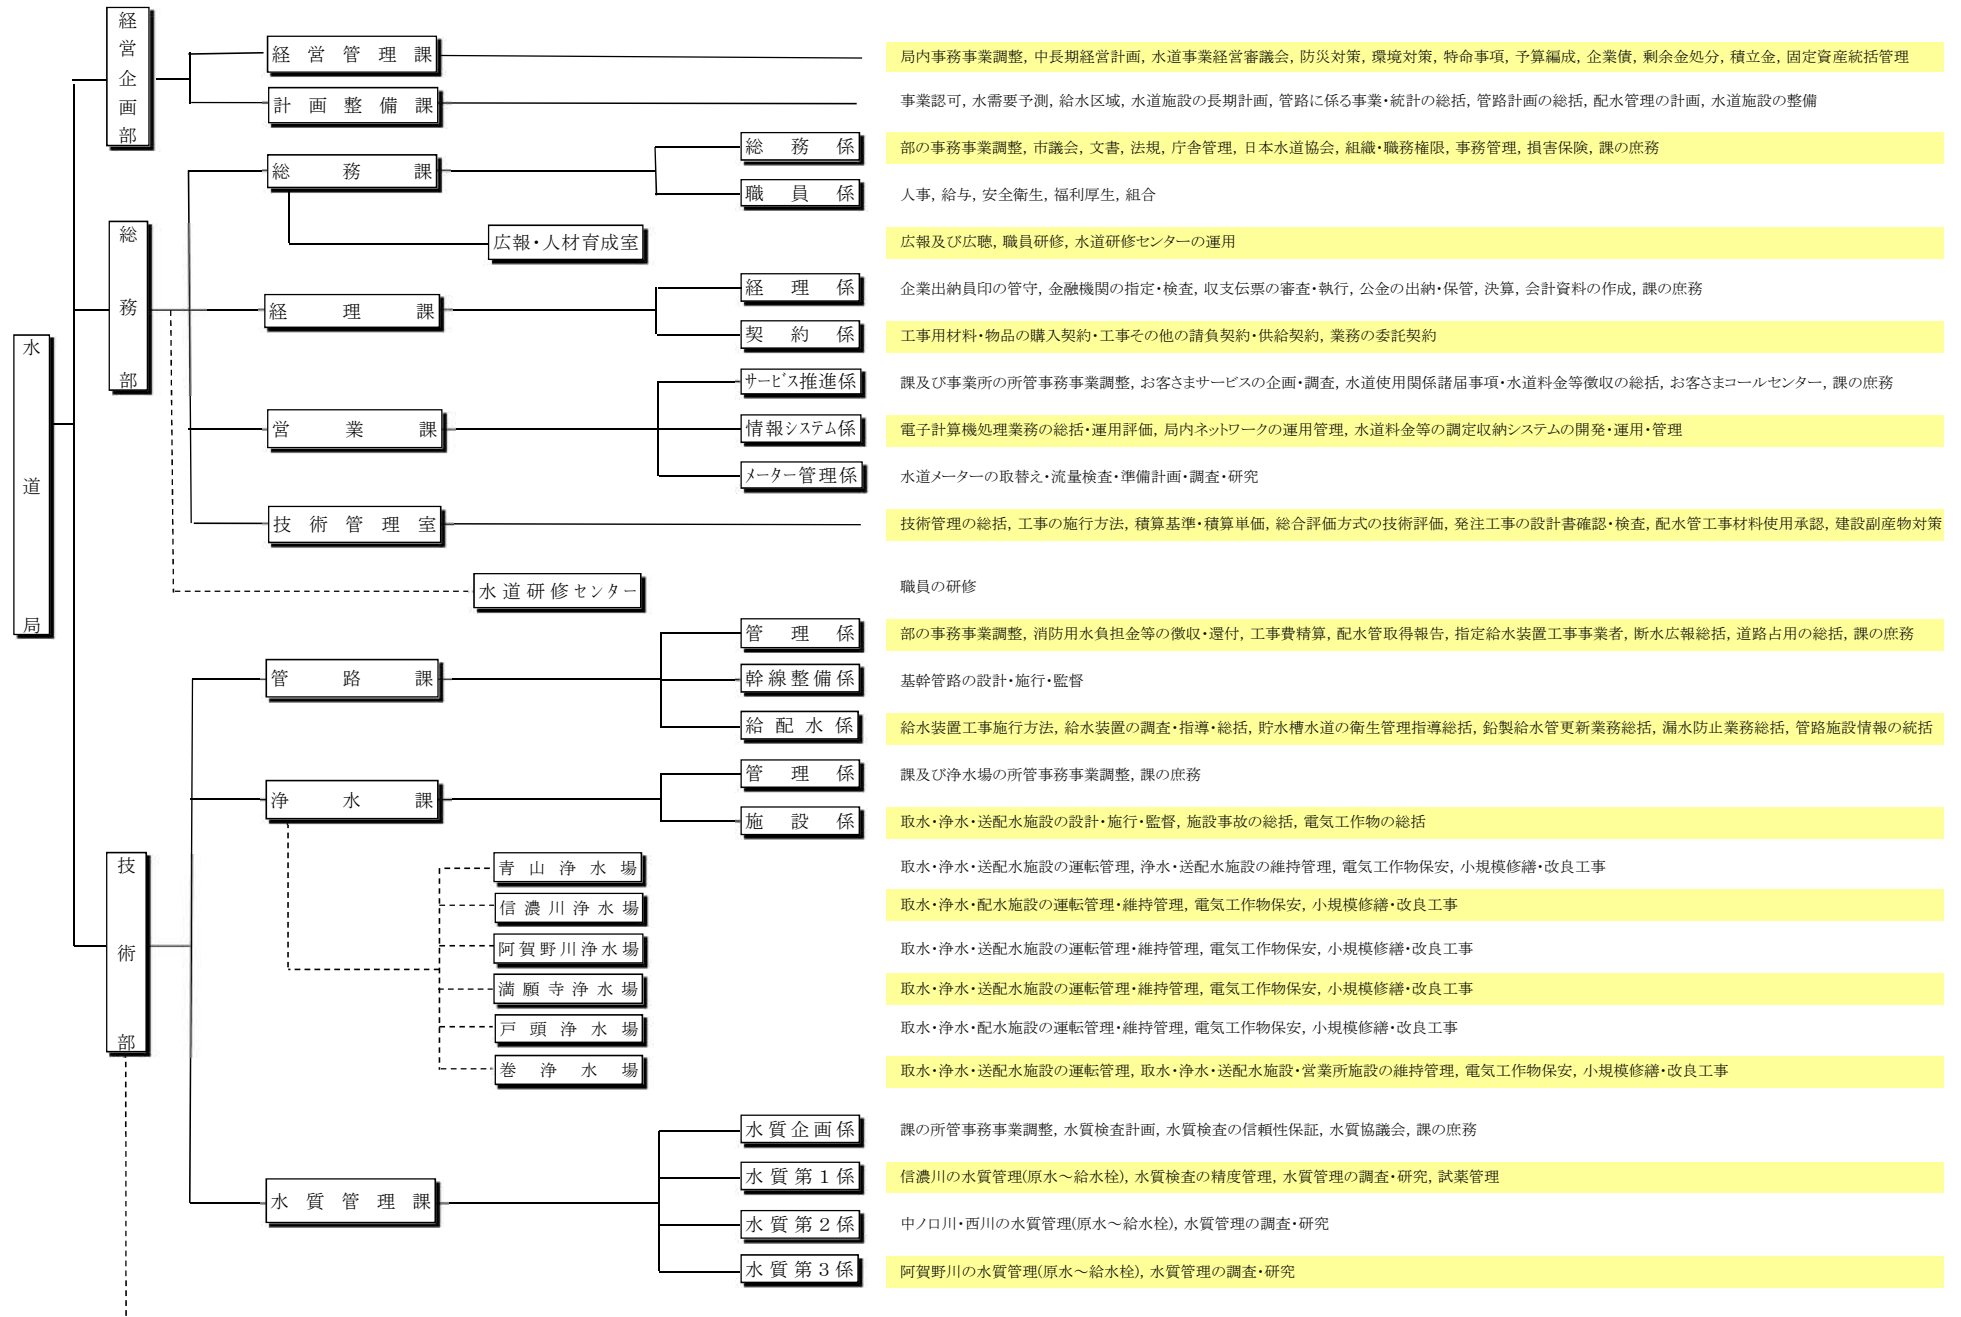 水道局
経営企画部
経営管理課
局内事務事業調整, 中長期経営計画, 水道事業経営審議会, 防災対策, 環境対策, 特命事項, 予算編成, 企業債, 剰余金処分, 積立金, 固定資産統括管理
計画整備課
事業認可, 水需要予測, 給水区域, 水道施設の長期計画, 管路に係る事業・統計の総括, 管路計画の総括, 配水管理の計画, 水道施設の整備
総務部
総務課
総務係
部の事務事業調整, 市議会, 文書, 法規, 庁舎管理, 日本水道協会, 組織・職務権限, 事務管理, 損害保険, 課の庶務
職員係
人事, 給与, 安全衛生, 福利厚生, 組合
広報・人材育成室
広報及び広聴, 職員研修, 水道研修センターの運用
経理課
経理係
企業出納員印の管守, 金融機関の指定・検査, 収支伝票の審査・執行, 公金の出納・保管, 決算, 会計資料の作成, 課の庶務
契約係
工事用材料・物品の購入契約・工事その他の請負契約・供給契約, 業務の委託契約
営業課
サービス推進係
課及び事業所の所管事務事業調整, お客さまサービスの企画・調査, 水道使用関係諸届事項・水道料金等徴収の総括, お客さまコールセンター, 課の庶務
情報システム係
電子計算機処理業務の総括・運用評価, 局内ネットワークの運用管理, 水道料金等の調定収納システムの開発・運用・管理
メーター管理係
水道メーターの取替え・流量検査・準備計画・調査・研究
技術管理室
技術管理の総括, 工事の施行方法, 積算基準・積算単価, 総合評価方式の技術評価, 発注工事の設計書確認・検査, 配水管工事材料使用承認, 建設副産物対策
水道研修センター
職員の研修
技術部
管路課
管理係
部の事務事業調整, 消防用水負担金等の徴収・還付, 工事費精算, 配水管取得報告, 指定給水装置工事事業者, 断水広報総括, 道路占用の総括, 課の庶務
幹線整備係
基幹管路の設計・施行・監督
給配水係
給水装置工事施行方法, 給水装置の調査・指導・総括, 貯水槽水道の衛生管理指導総括, 鉛製給水管更新業務総括, 漏水防止業務総括, 管路施設情報の統括
浄水課
管理係
課及び浄水場の所管事務事業調整, 課の庶務
施設係
取水・浄水・送配水施設の設計・施行・監督, 施設事故の総括, 電気工作物の総括
青山浄水場
取水・浄水・送配水施設の運転管理, 浄水・送配水施設の維持管理, 電気工作物保安, 小規模修繕・改良工事
信濃川浄水場
取水・浄水・配水施設の運転管理・維持管理, 電気工作物保安, 小規模修繕・改良工事
阿賀野川浄水場
取水・浄水・送配水施設の運転管理・維持管理, 電気工作物保安, 小規模修繕・改良工事
満願寺浄水場
取水・浄水・送配水施設の運転管理・維持管理, 電気工作物保安, 小規模修繕・改良工事
戸頭浄水場
取水・浄水・配水施設の運転管理・維持管理, 電気工作物保安, 小規模修繕・改良工事
巻浄水場
取水・浄水・送配水施設の運転管理, 取水・浄水・送配水施設・営業所施設の維持管理, 電気工作物保安, 小規模修繕・改良工事
水質管理課
水質企画係
課の所管事務事業調整, 水質検査計画, 水質検査の信頼性保証, 水質協議会, 課の庶務
水質第1係
信濃川の水質管理(原水～給水栓), 水質検査の精度管理, 水質管理の調査・研究, 試薬管理
水質第2係
中ノ口川・西川の水質管理(原水～給水栓), 水質管理の調査・研究
水質第3係
阿賀野川の水質管理(原水～給水栓), 水質管理の調査・研究